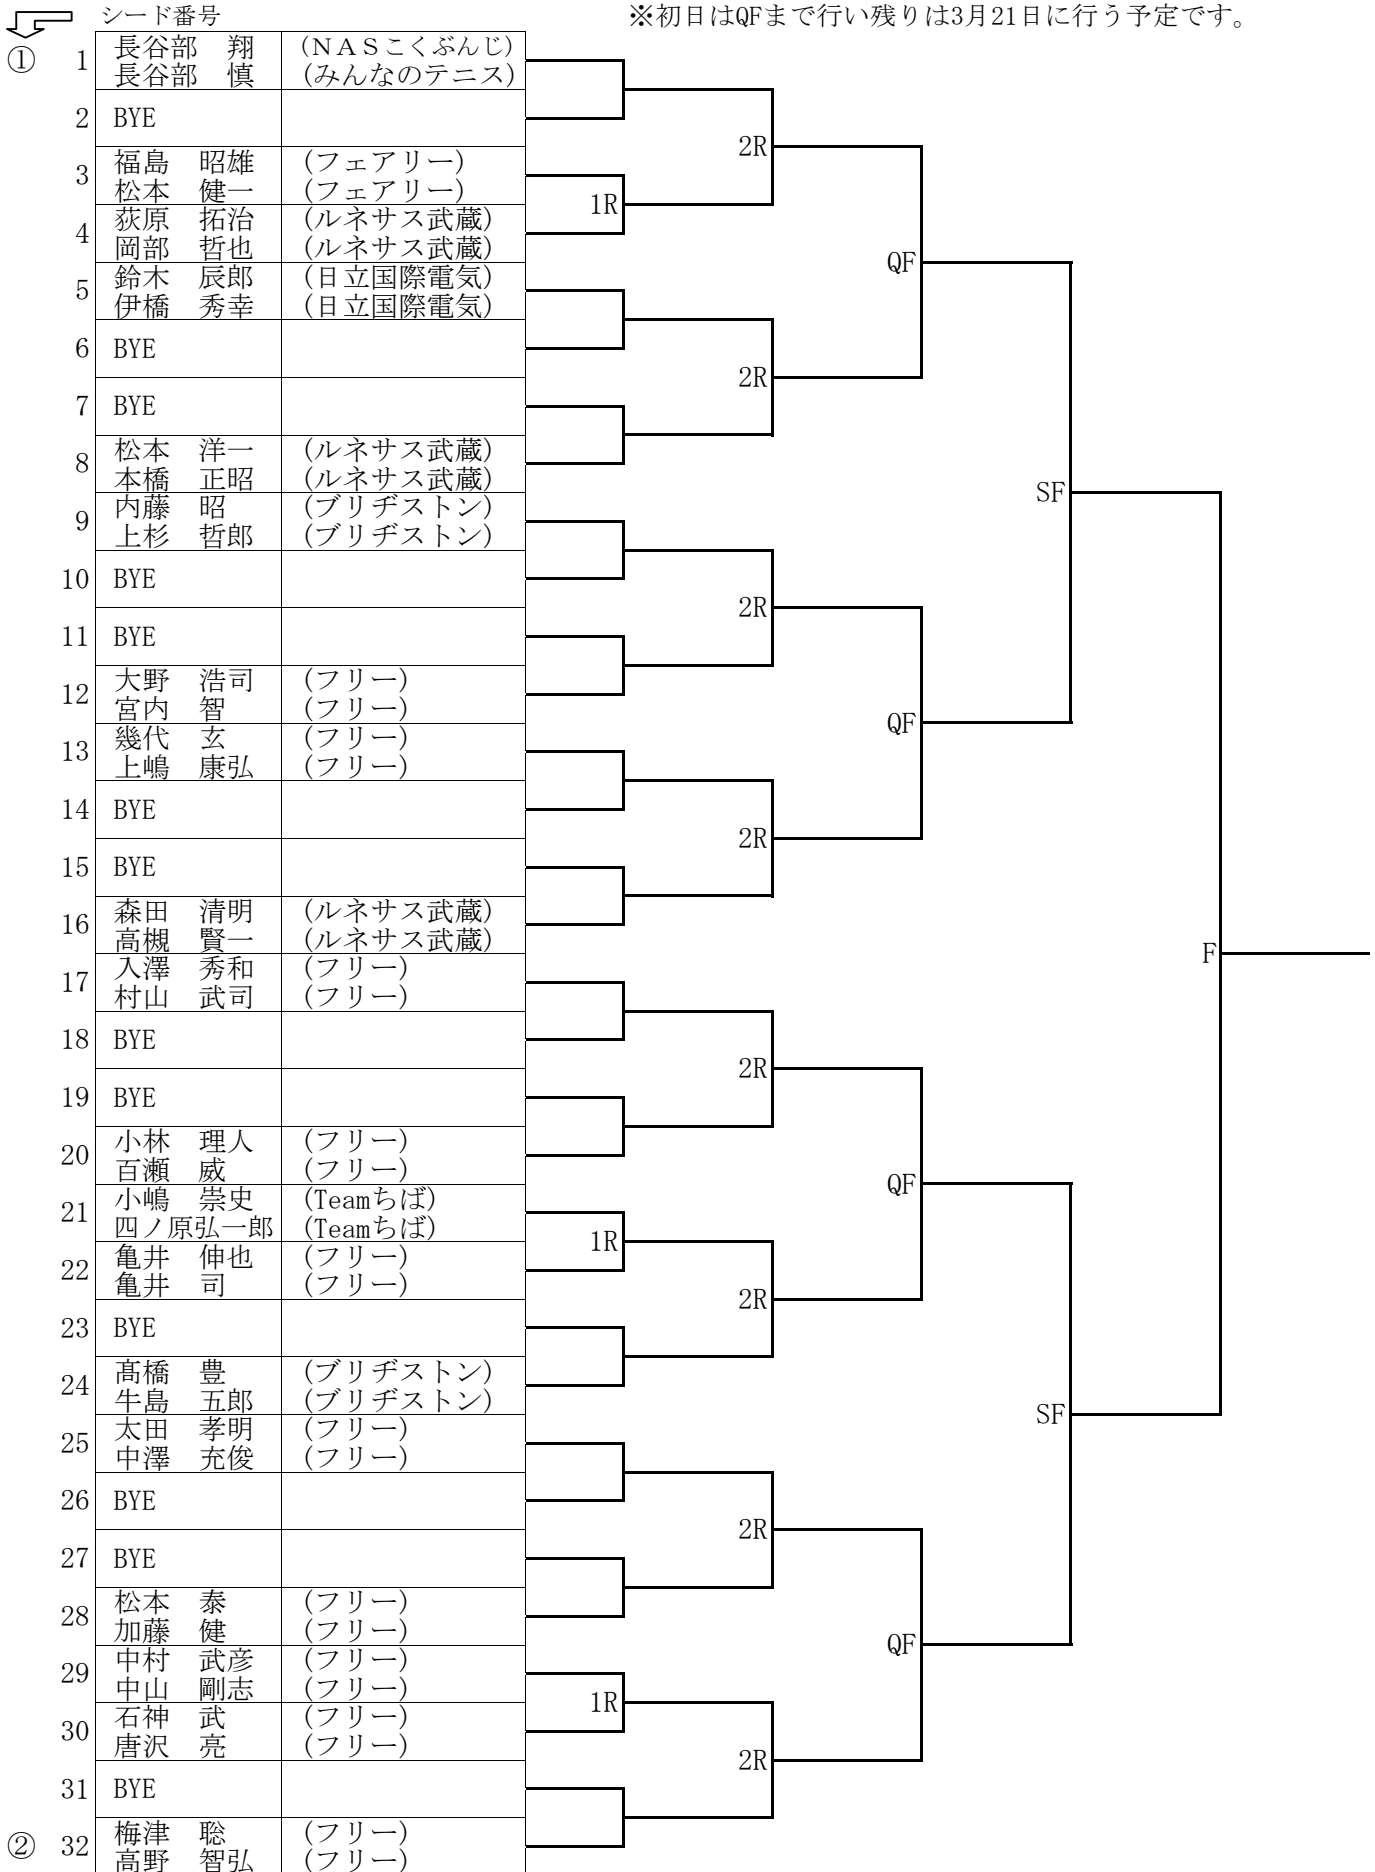 シード番号
※初日はQFまで行い残りは3月21日に行う予定です。
① 1 長谷部 翔 (NASこくぶんじ)
長谷部 慎 (みんなのテニス)
2 BYE
2R
3 福島 昭雄 (フェアリー)
松本 健一 (フェアリー)
1R
4 荻原 拓治 (ルネサス武蔵)
岡部 哲也 (ルネサス武蔵)
QF
5 鈴木 辰郎 (日立国際電気)
伊橋 秀幸 (日立国際電気)
6 BYE
2R
7 BYE
8 松本 洋一 (ルネサス武蔵)
本橋 正昭 (ルネサス武蔵)
SF
9 内藤 昭 (ブリヂストン)
上杉 哲郎 (ブリヂストン)
10 BYE
2R
11 BYE
12 大野 浩司 (フリー)
宮内 智 (フリー)
QF
13 幾代 玄 (フリー)
上嶋 康弘 (フリー)
14 BYE
2R
15 BYE
16 森田 清明 (ルネサス武蔵)
高槻 賢一 (ルネサス武蔵)
F
17 入澤 秀和 (フリー)
村山 武司 (フリー)
18 BYE
2R
19 BYE
20 小林 理人 (フリー)
百瀬 威 (フリー)
QF
21 小嶋 崇史 (Teamちば)
四ノ原弘一郎 (Teamちば)
1R
22 亀井 伸也 (フリー)
亀井 司 (フリー)
2R
23 BYE
24 髙橋 豊 (ブリヂストン)
牛島 五郎 (ブリヂストン)
SF
25 太田 孝明 (フリー)
中澤 充俊 (フリー)
26 BYE
2R
27 BYE
28 松本 泰 (フリー)
加藤 健 (フリー)
QF
29 中村 武彦 (フリー)
中山 剛志 (フリー)
1R
30 石神 武 (フリー)
唐沢 亮 (フリー)
2R
31 BYE
② 32 梅津 聡 (フリー)
高野 智弘 (フリー)